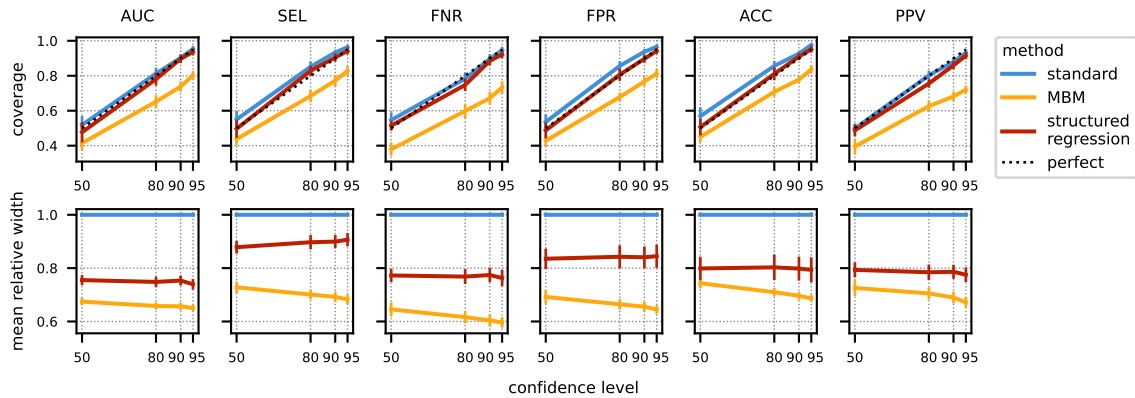 AUC SEL FNR FPR ACC PPV
coverage
1.0
0.8
0.6
0.4
50 80 90 95 50 80 90 95 50 80 90 95 50 80 90 95 50 80 90 95 50 80 90 95
method
standard
MBM
structured
regression
perfect
mean relative width
1.0
0.8
0.6
50 80 90 95 50 80 90 95 50 80 90 95 50 80 90 95 50 80 90 95 50 80 90 95
confidence level